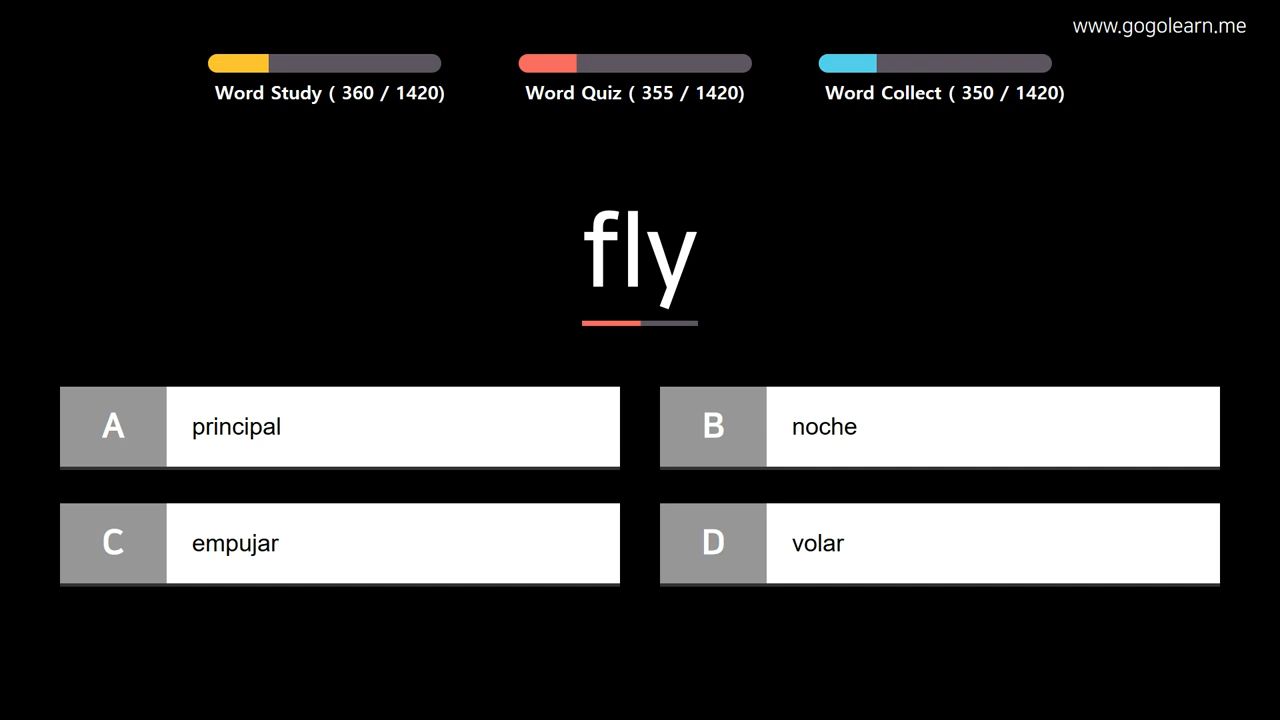 www.gogolearn.me
Word Study ( 360 / 1420)
Word Quiz ( 355 / 1420)
Word Collect ( 350 / 1420)
fly
A
principal
B
noche
C
empujar
D
volar